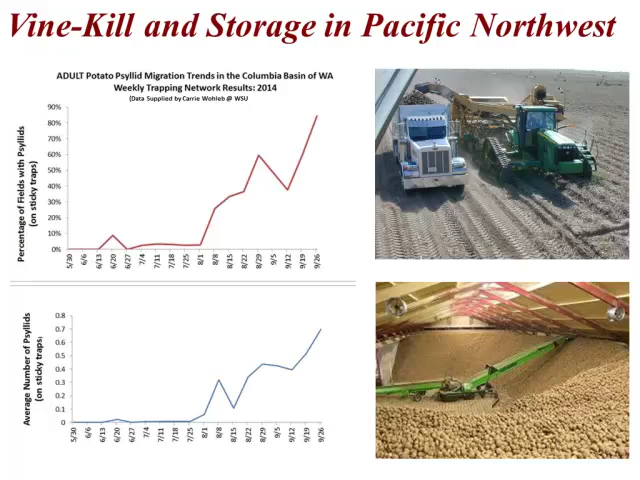 Vine-Kill and Storage in Pacific Northwest
ADULT Potato Psyllid Migration Trends in the Columbia Basin of WA
Weekly Trapping Network Results: 2014
(Data Supplied by Carrie Wohleb @ WSU
Percentage of Fields with Psyllids
(on sticky traps)
90%
80%
70%
60%
50%
40%
30%
20%
10%
0%
5/30 6/6 6/13 6/20 6/27 7/4 7/11 7/18 7/25 8/1 8/8 8/15 8/22 8/29 9/5 9/12 9/19 9/26
Average Number of Psyllids
(on sticky traps)
0.8
0.7
0.6
0.5
0.4
0.3
0.2
0.1
0
5/30 6/6 6/13 6/20 6/27 7/4 7/11 7/18 7/25 8/1 8/8 8/15 8/22 8/29 9/5 9/12 9/19 9/26